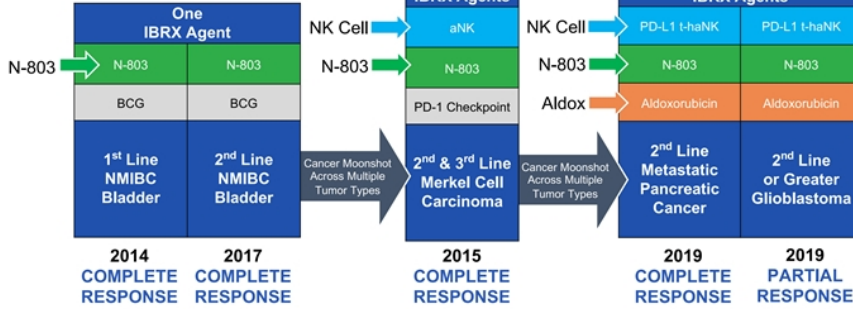 One
IBRX Agent
IBRX Agents
IBRX Agents
NK Cell
aNK
NK Cell
PD-L1 t-haNK
PD-L1 t-haNK
N-803
N-803
N-803
N-803
N-803
N-803
N-803
N-803
BCG
BCG
PD-1 Checkpoint
Aldox
Aldoxorubicin
Aldoxorubicin
1st Line
NMIBC
Bladder
2nd Line
NMIBC
Bladder
Cancer Moonshot
Across Multiple
Tumor Types
2nd & 3rd Line
Merkel Cell
Carcinoma
Cancer Moonshot
Across Multiple
Tumor Types
2nd Line
Metastatic
Pancreatic
Cancer
2nd Line
or Greater
Glioblastoma
2014
COMPLETE
RESPONSE
2017
COMPLETE
RESPONSE
2015
COMPLETE
RESPONSE
2019
COMPLETE
RESPONSE
2019
PARTIAL
RESPONSE